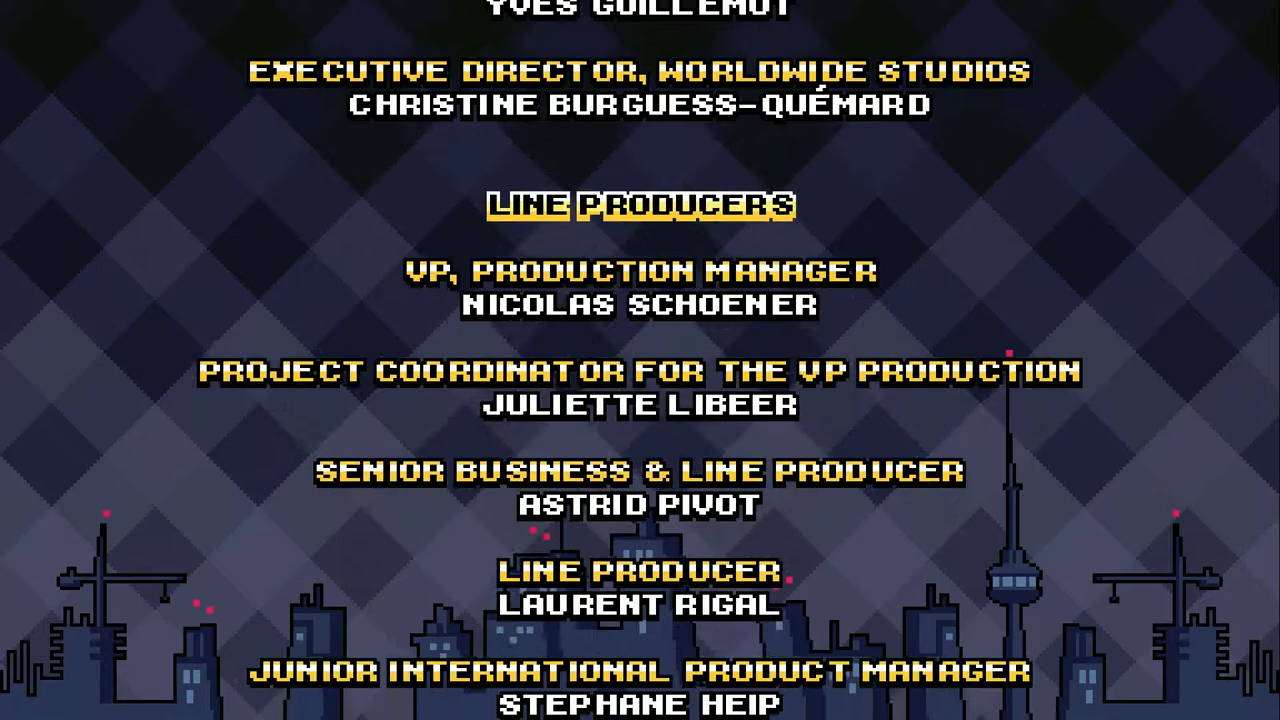 YVES GUILLEMOT
EXECUTIVE DIRECTOR, WORLDWIDE STUDIOS
CHRISTINE BURGUESS-QUÉMARD
LINE PRODUCERS
VP, PRODUCTION MANAGER
NICOLAS SCHOENER
PROJECT COORDINATOR FOR THE VP PRODUCTION
JULIETTE LIBEER
SENIOR BUSINESS & LINE PRODUCER
ASTRID PIVOT
LINE PRODUCER
LAURENT RIGAL
JUNIOR INTERNATIONAL PRODUCT MANAGER
STEPHANE HEIP